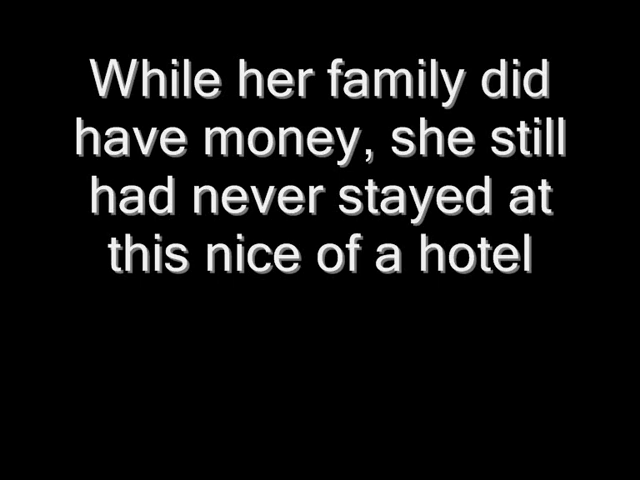 While her family did
have money, she still
had never stayed at
this nice of a hotel